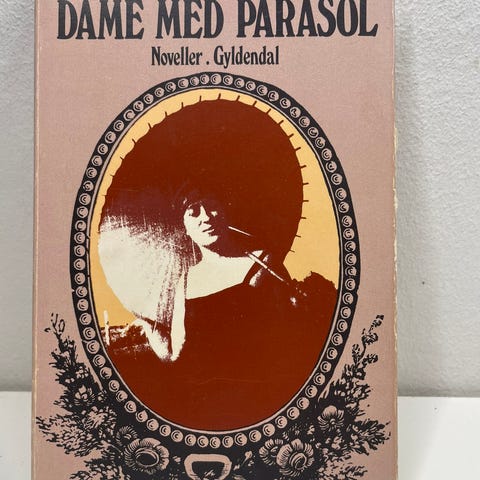 DAME MED PARASOL
Noveller . Gyldendal